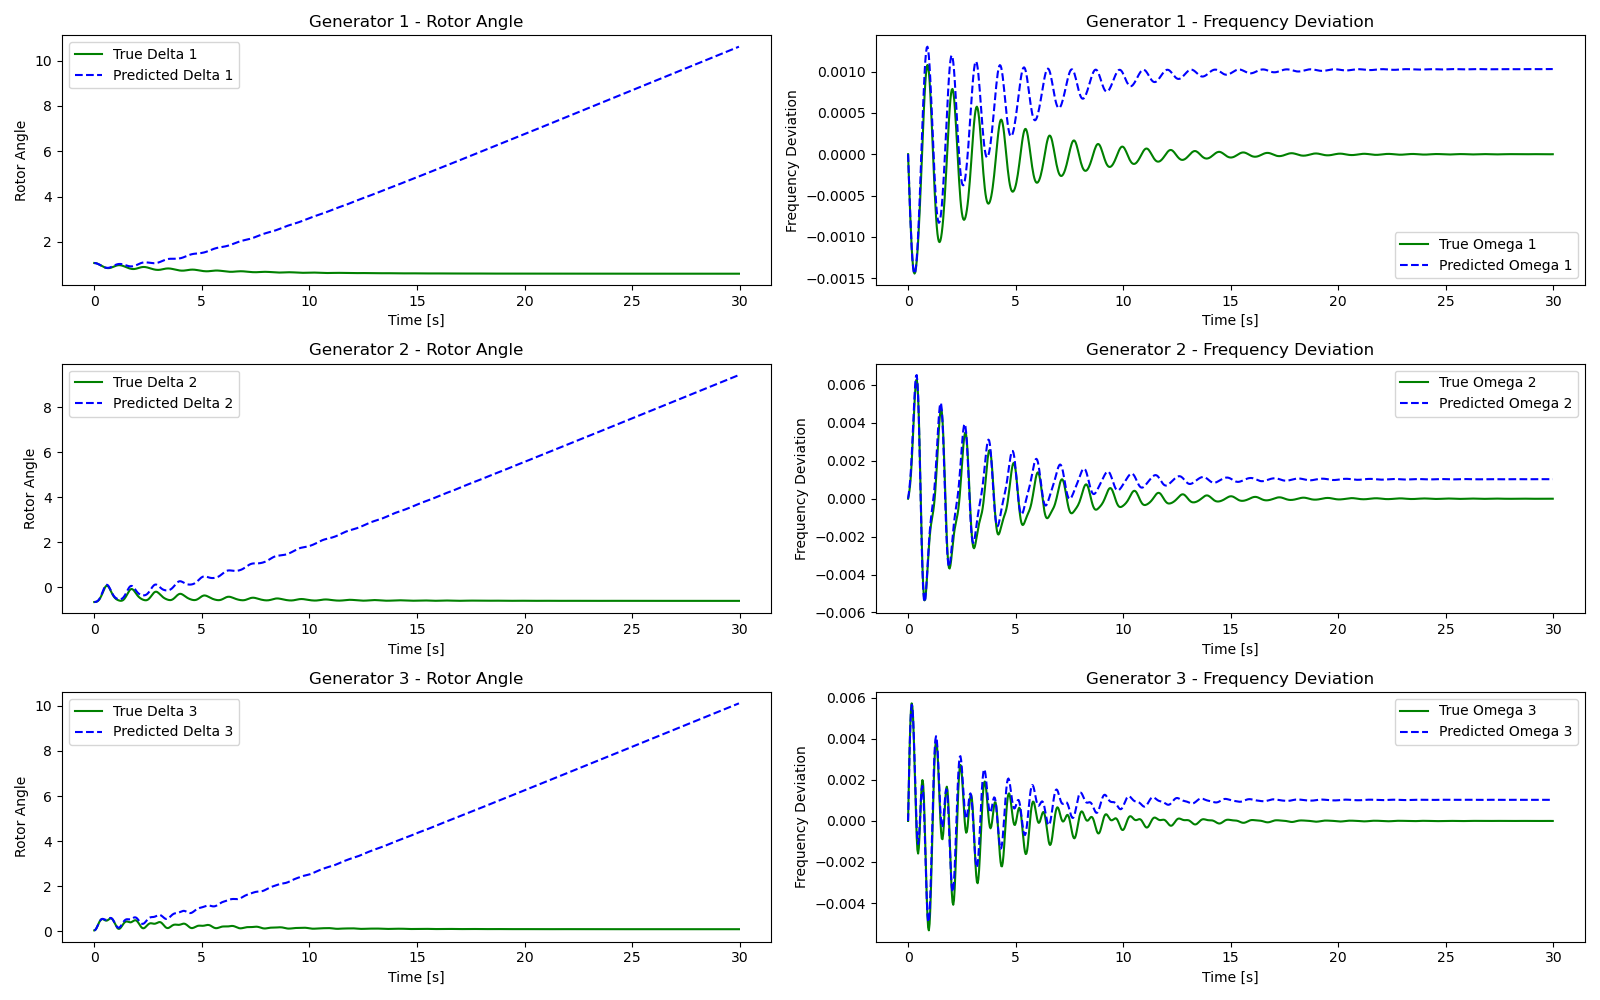 Generator 1 - Rotor Angle
True Delta 1
Predicted Delta 1
Rotor Angle
10
8
6
4
2
0
5
10
15
20
25
30
Time [s]
Generator 1 - Frequency Deviation
Frequency Deviation
0.0010
0.0005
0.0000
−0.0005
−0.0010
−0.0015
True Omega 1
Predicted Omega 1
0
5
10
15
20
25
30
Time [s]
Generator 2 - Rotor Angle
True Delta 2
Predicted Delta 2
Rotor Angle
8
6
4
2
0
0
5
10
15
20
25
30
Time [s]
Generator 2 - Frequency Deviation
True Omega 2
Predicted Omega 2
Frequency Deviation
0.006
0.004
0.002
0.000
−0.002
−0.004
−0.006
0
5
10
15
20
25
30
Time [s]
Generator 3 - Rotor Angle
True Delta 3
Predicted Delta 3
Rotor Angle
10
8
6
4
2
0
0
5
10
15
20
25
30
Time [s]
Generator 3 - Frequency Deviation
True Omega 3
Predicted Omega 3
Frequency Deviation
0.006
0.004
0.002
0.000
−0.002
−0.004
0
5
10
15
20
25
30
Time [s]